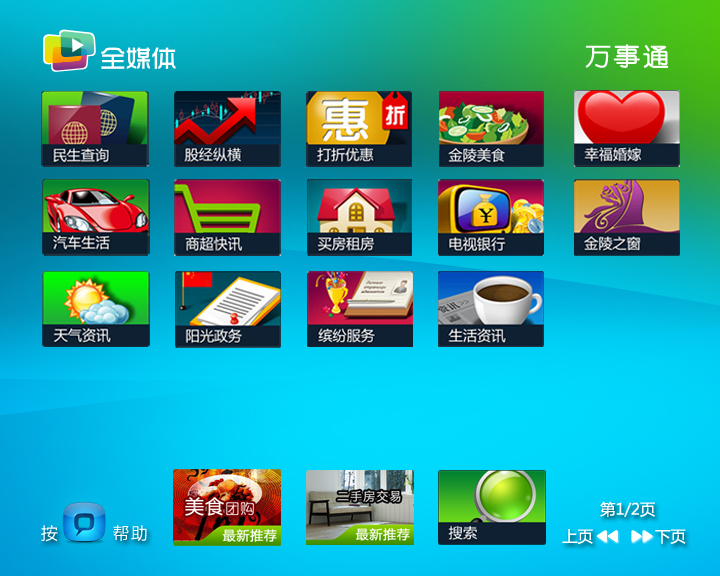 全媒体
万事通
民生查询
股经纵横
惠
折
打折优惠
金陵美食
幸福婚嫁
汽车生活
商超快讯
买房租房
¥
电视银行
金陵之窗
天气资讯
阳光政务
缤纷服务
资讯>>
生活资讯
美食团购
最新推荐
二手房交易
最新推荐
搜索
按
帮助
第1/2页
上页
下页